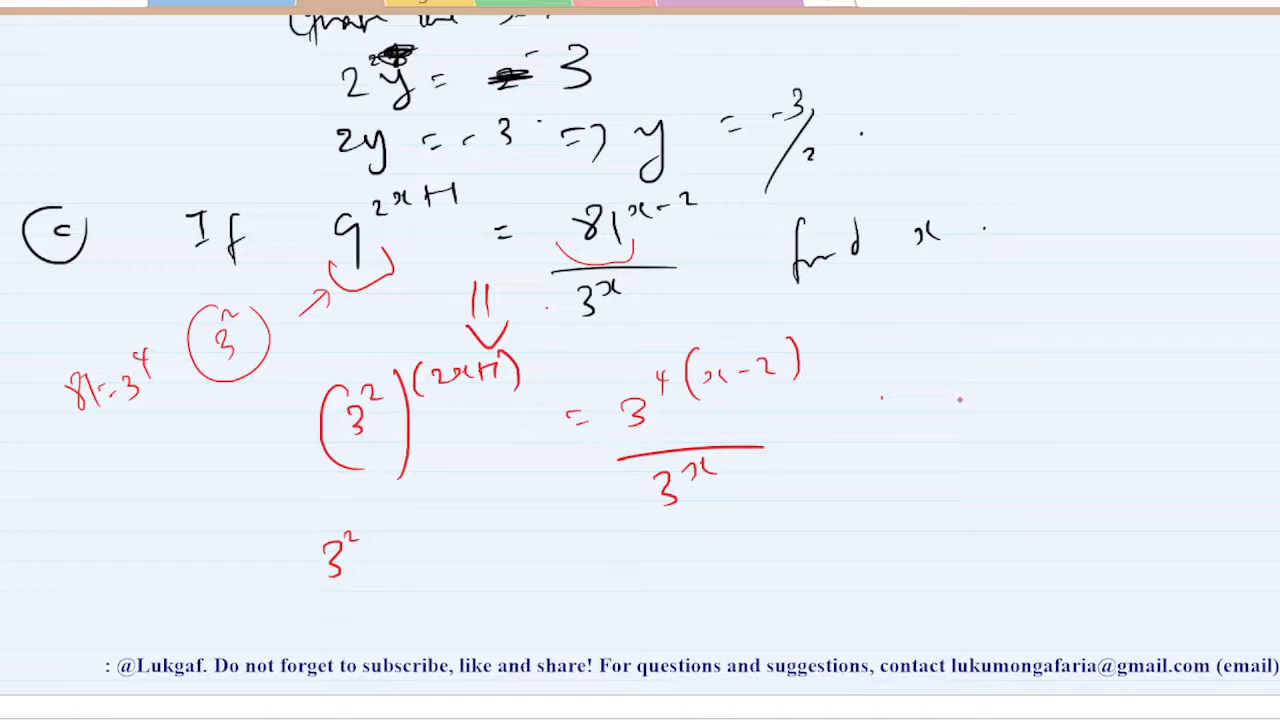 2^2y = -3
2y = -3 => y = -3/2 .
(c) If 9^(2x+1) = 81^(x-2) / 3^x find x .
3^2
81 = 3^4
(3^2)^(2x+1) = 3^4(x-2) / 3^x
3^2
: @Lukgaf. Do not forget to subscribe, like and share! For questions and suggestions, contact lukumongafaria@gmail.com (email)